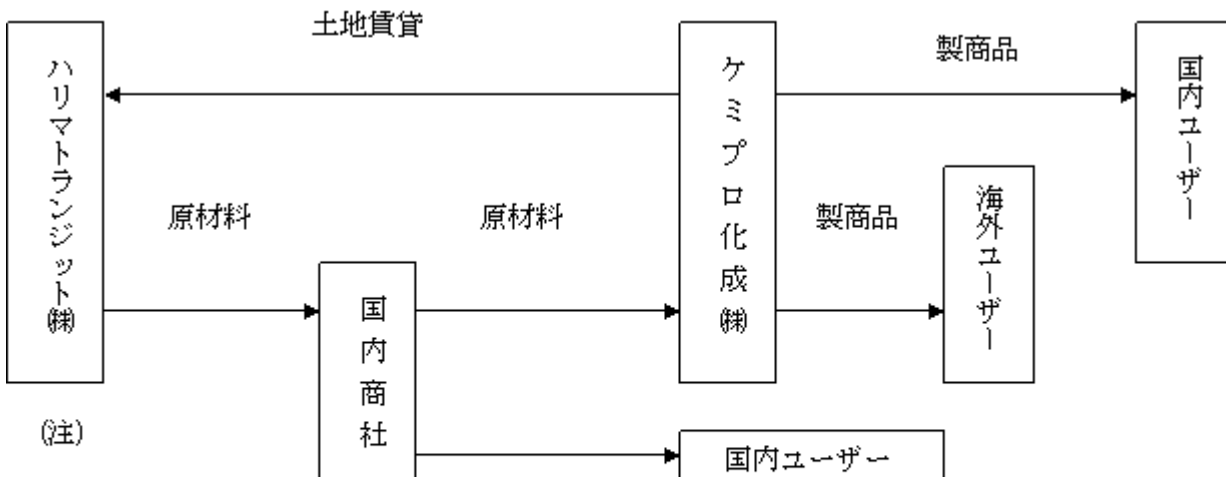 土地賃貸
製商品
ハリマトランジット㈱
ケミプロ化成㈱
国内ユーザー
原材料
原材料
製商品
海外ユーザー
国内商社
(注)
国内ユーザー